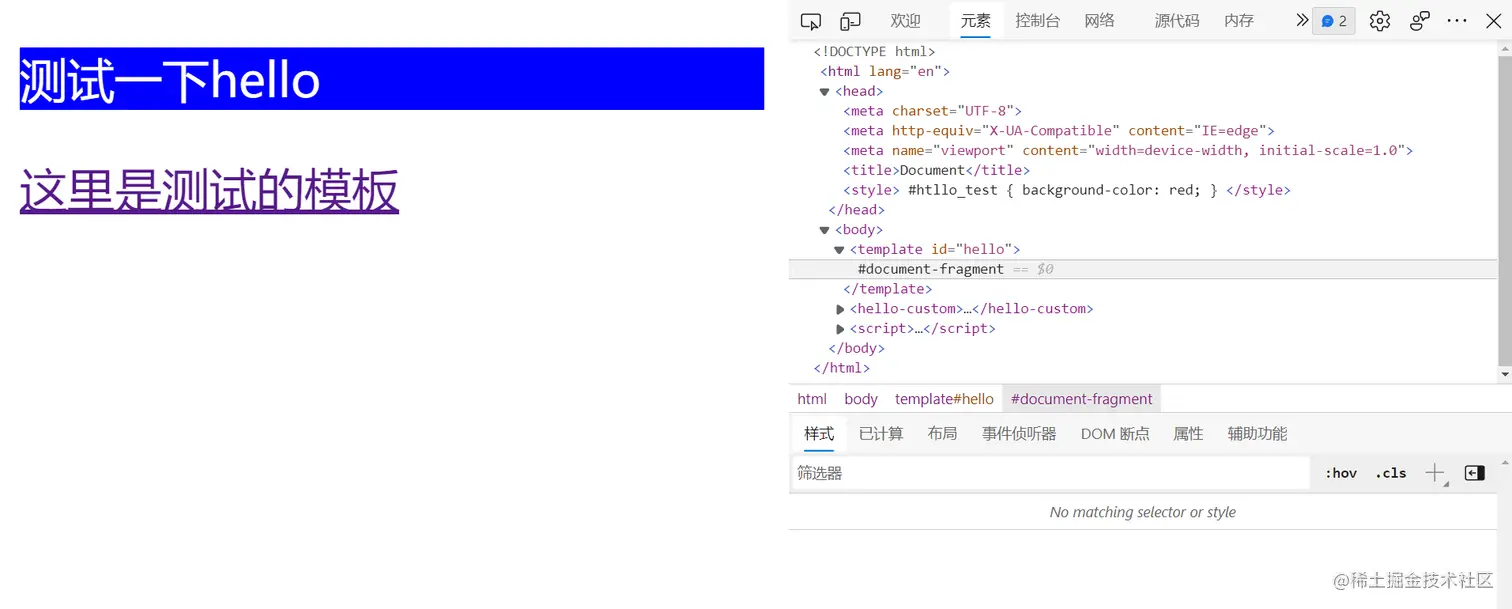 测试一下hello
这里是测试的模板
欢迎 元素 控制台 网络 源代码 内存 2
<!DOCTYPE html>
<html lang="en">
<head>
<meta charset="UTF-8">
<meta http-equiv="X-UA-Compatible" content="IE=edge">
<meta name="viewport" content="width=device-width, initial-scale=1.0">
<title>Document</title>
<style> #htllo_test { background-color: red; } </style>
</head>
<body>
<template id="hello">
#document-fragment == $0
</template>
<hello-custom>…</hello-custom>
<script>…</script>
</body>
</html>
html body template#hello #document-fragment
样式 已计算 布局 事件侦听器 DOM 断点 属性 辅助功能
筛选器 :hov .cls
No matching selector or style
@稀土掘金技术社区